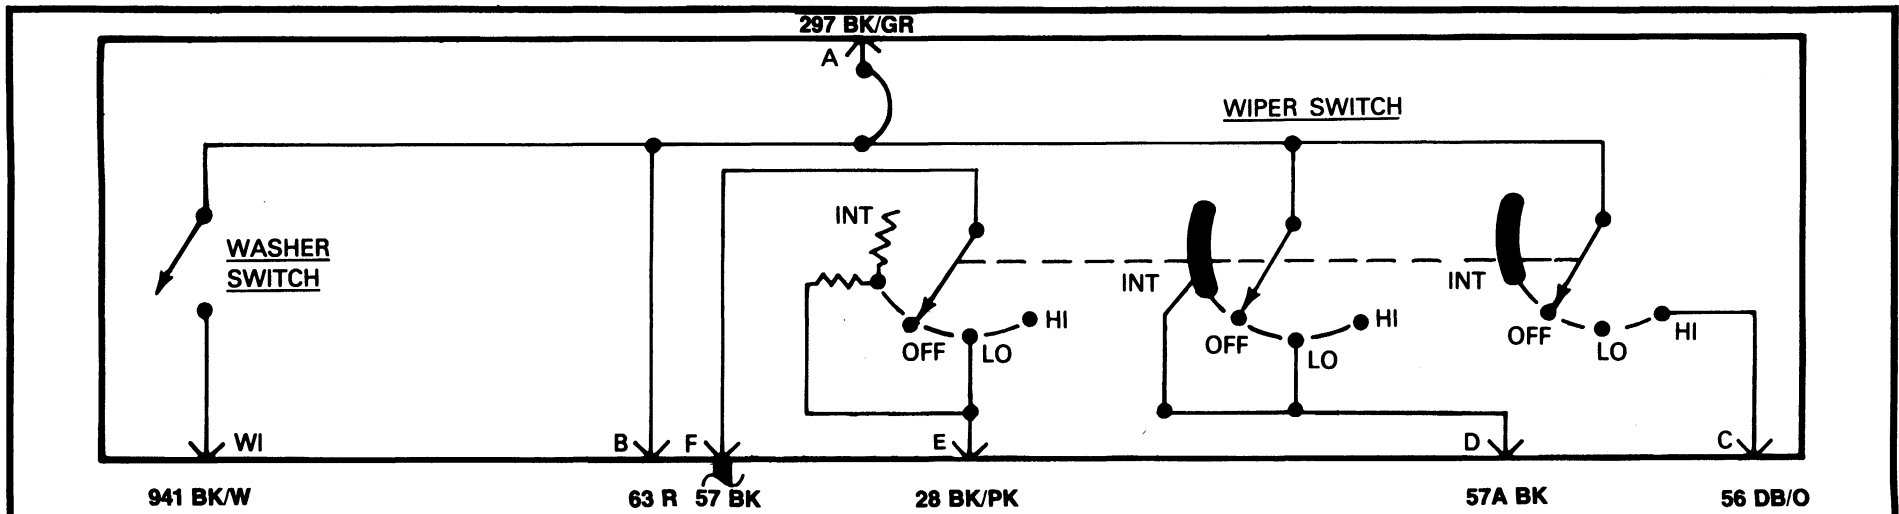 297 BK/GR
A
WIPER SWITCH
WASHER
SWITCH
INT
OFF
LO
HI
INT
OFF
LO
HI
INT
OFF
LO
HI
WI
B
F
E
D
C
941 BK/W
63 R
57 BK
28 BK/PK
57A BK
56 DB/O